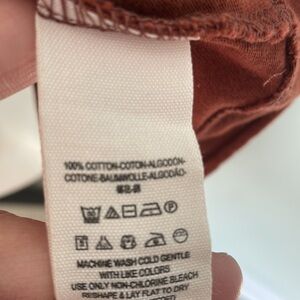 100% COTTON-COTON-ALGODÓN-
COTONE-BAUMWOLLE-ALGODÃO-
MACHINE WASH COLD GENTLE
WITH LIKE COLORS
USE ONLY NON-CHLORINE BLEACH
RESHAPE & LAY FLAT TO DRY